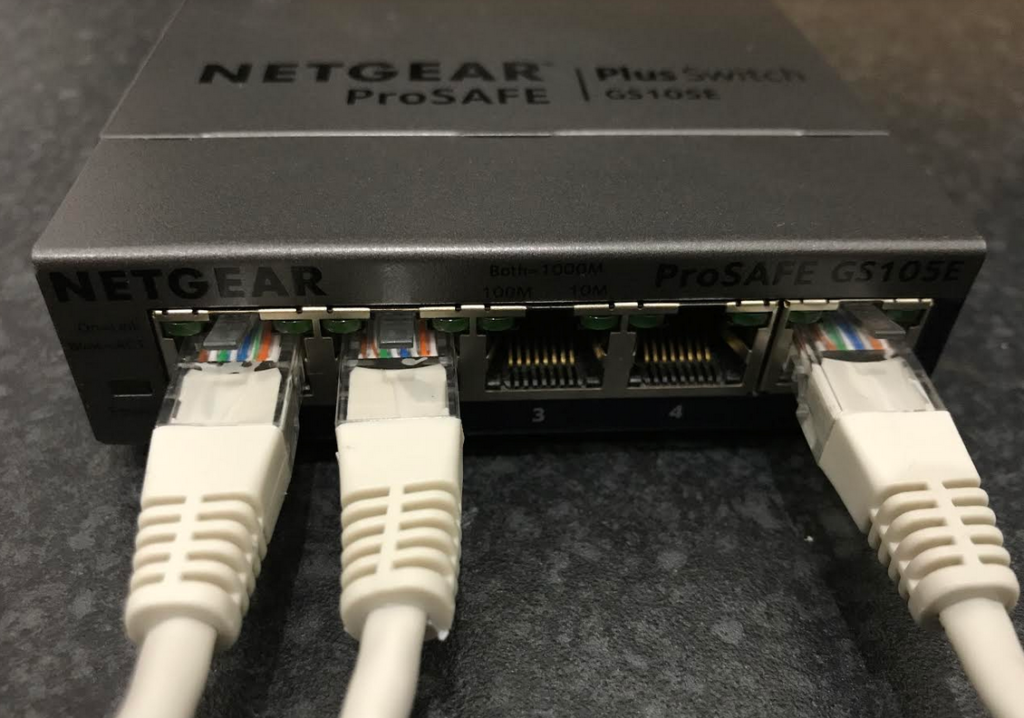 NETGEAR®
ProSAFE
Plus Switch
GS105E
NETGEAR
Both=1000M
100M 10M
ProSAFE GS105E
3 4